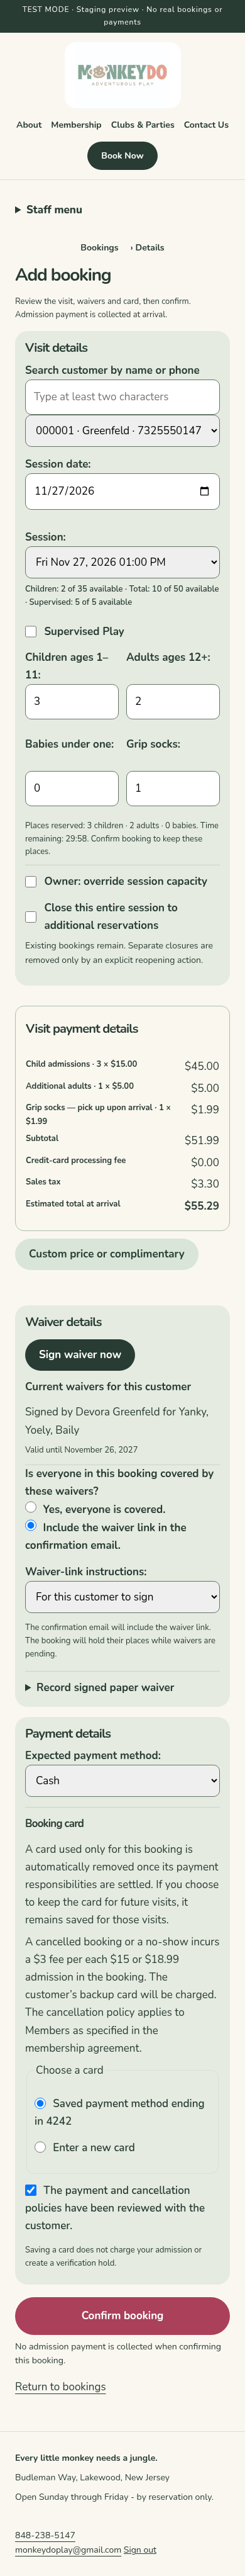 TEST MODE · Staging preview · No real bookings or
payments
MONKEYDO
ADVENTUROUS PLAY
About Membership Clubs & Parties Contact Us
Book Now
Staff menu
Bookings › Details
Add booking
Review the visit, waivers and card, then confirm.
Admission payment is collected at arrival.
Visit details
Search customer by name or phone
Type at least two characters
000001 · Greenfield · 7325550147
Session date:
11/27/2026
Session:
Fri Nov 27, 2026 01:00 PM
Children: 2 of 35 available · Total: 10 of 50 available
· Supervised: 5 of 5 available
Supervised Play
Children ages 1–
11:
Adults ages 12+:
3
2
Babies under one:
Grip socks:
0
1
Places reserved: 3 children · 2 adults · 0 babies. Time
remaining: 29:58. Confirm booking to keep these
places.
Owner: override session capacity
Close this entire session to
additional reservations
Existing bookings remain. Separate closures are
removed only by an explicit reopening action.
Visit payment details
Child admissions · 3 × $15.00 $45.00
Additional adults · 1 × $5.00 $5.00
Grip socks — pick up upon arrival · 1 × $1.99
$1.99
Subtotal $51.99
Credit-card processing fee $0.00
Sales tax $3.30
Estimated total at arrival $55.29
Custom price or complimentary
Waiver details
Sign waiver now
Current waivers for this customer
Signed by Devora Greenfield for Yanky,
Yoely, Baily
Valid until November 26, 2027
Is everyone in this booking covered by
these waivers?
Yes, everyone is covered.
Include the waiver link in the
confirmation email.
Waiver-link instructions:
For this customer to sign
The confirmation email will include the waiver link.
The booking will hold their places while waivers are
pending.
Record signed paper waiver
Payment details
Expected payment method:
Cash
Booking card
A card used only for this booking is
automatically removed once its payment
responsibilities are settled. If you choose
to keep the card for future visits, it
remains saved for those visits.
A cancelled booking or a no-show incurs
a $3 fee per each $15 or $18.99
admission in the booking. The
customer’s backup card will be charged.
The cancellation policy applies to
Members as specified in the
membership agreement.
Choose a card
Saved payment method ending
in 4242
Enter a new card
The payment and cancellation
policies have been reviewed with the
customer.
Saving a card does not charge your admission or
create a verification hold.
Confirm booking
No admission payment is collected when confirming
this booking.
Return to bookings
Every little monkey needs a jungle.
Budleman Way, Lakewood, New Jersey
Open Sunday through Friday - by reservation only.
848-238-5147
monkeydoplay@gmail.com Sign out